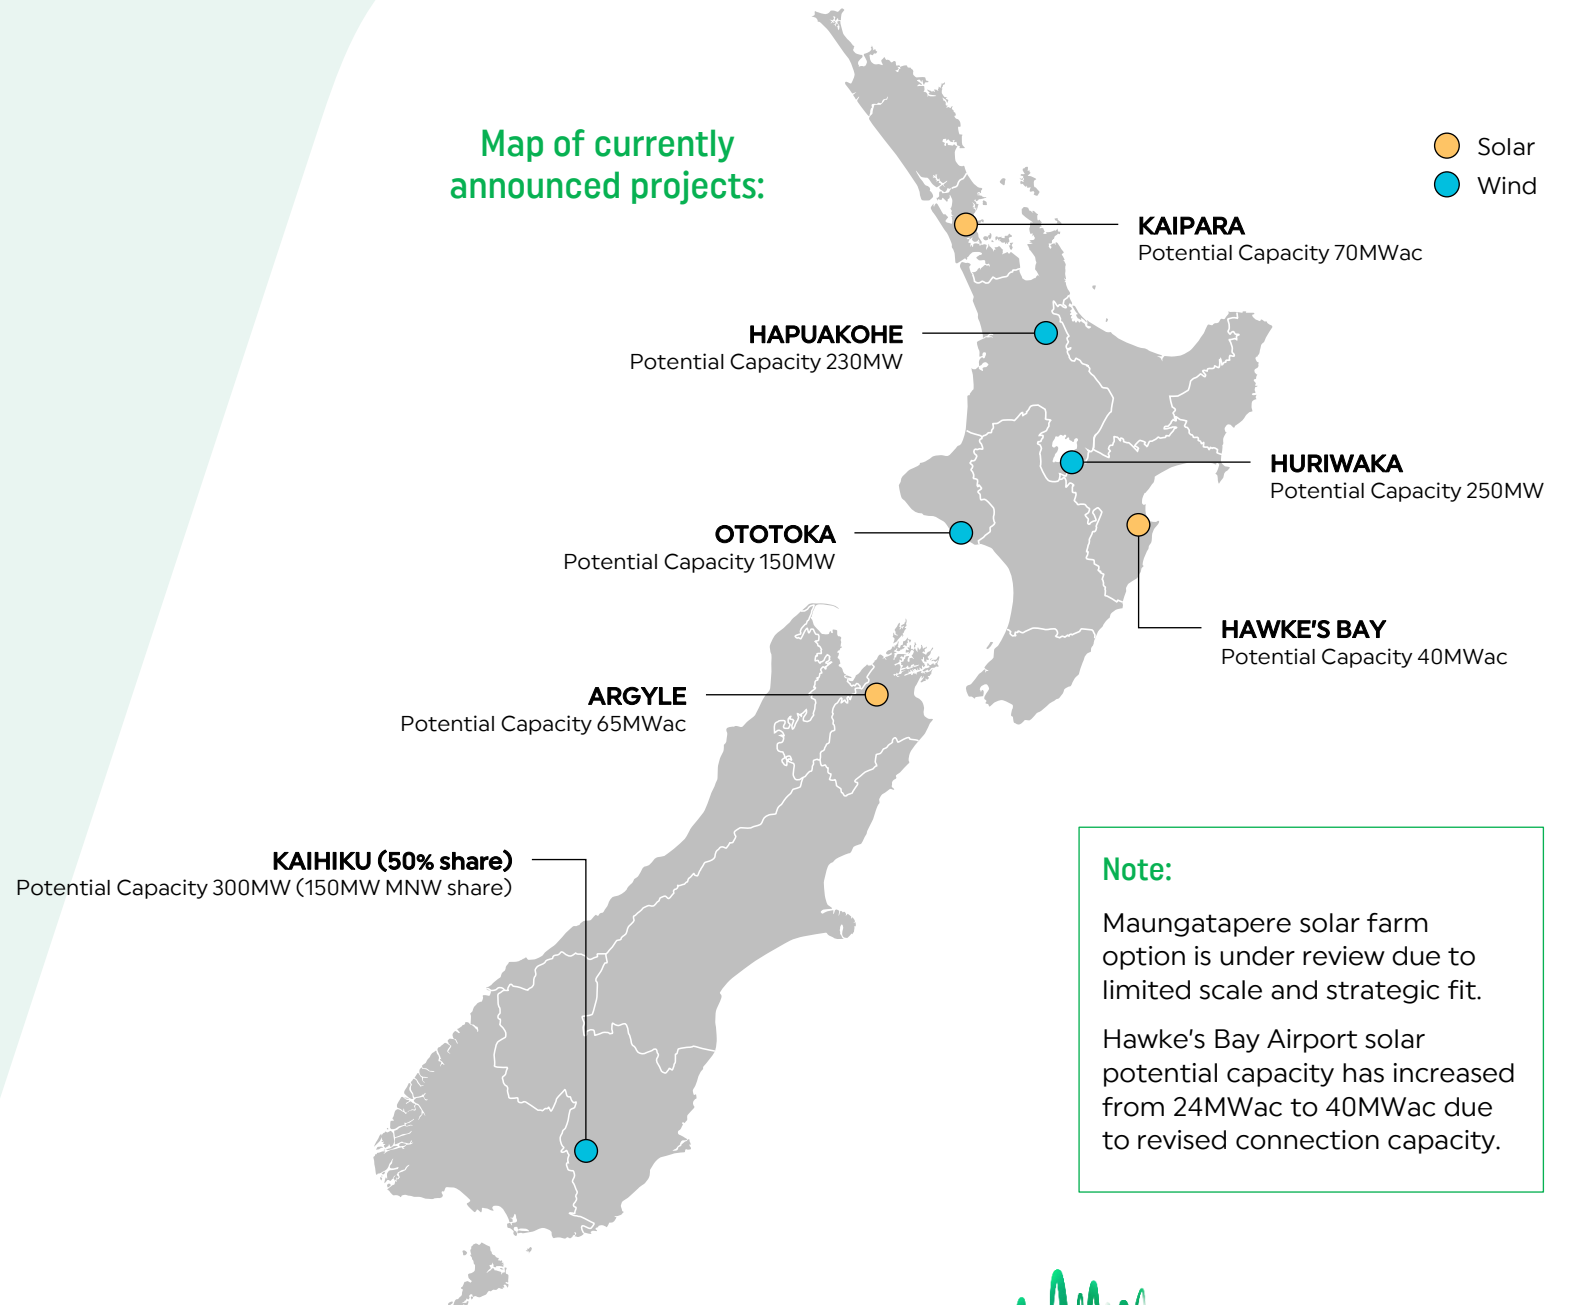 Map of currently
announced projects:
Solar
Wind
KAIPARA
Potential Capacity 70MWac
HAPUAKOHE
Potential Capacity 230MW
HURIWAKA
Potential Capacity 250MW
OTOTOKA
Potential Capacity 150MW
HAWKE'S BAY
Potential Capacity 40MWac
ARGYLE
Potential Capacity 65MWac
KAIHIKU (50% share)
Potential Capacity 300MW (150MW MNW share)
Note:
Maungatapere solar farm
option is under review due to
limited scale and strategic fit.
Hawke's Bay Airport solar
potential capacity has increased
from 24MWac to 40MWac due
to revised connection capacity.